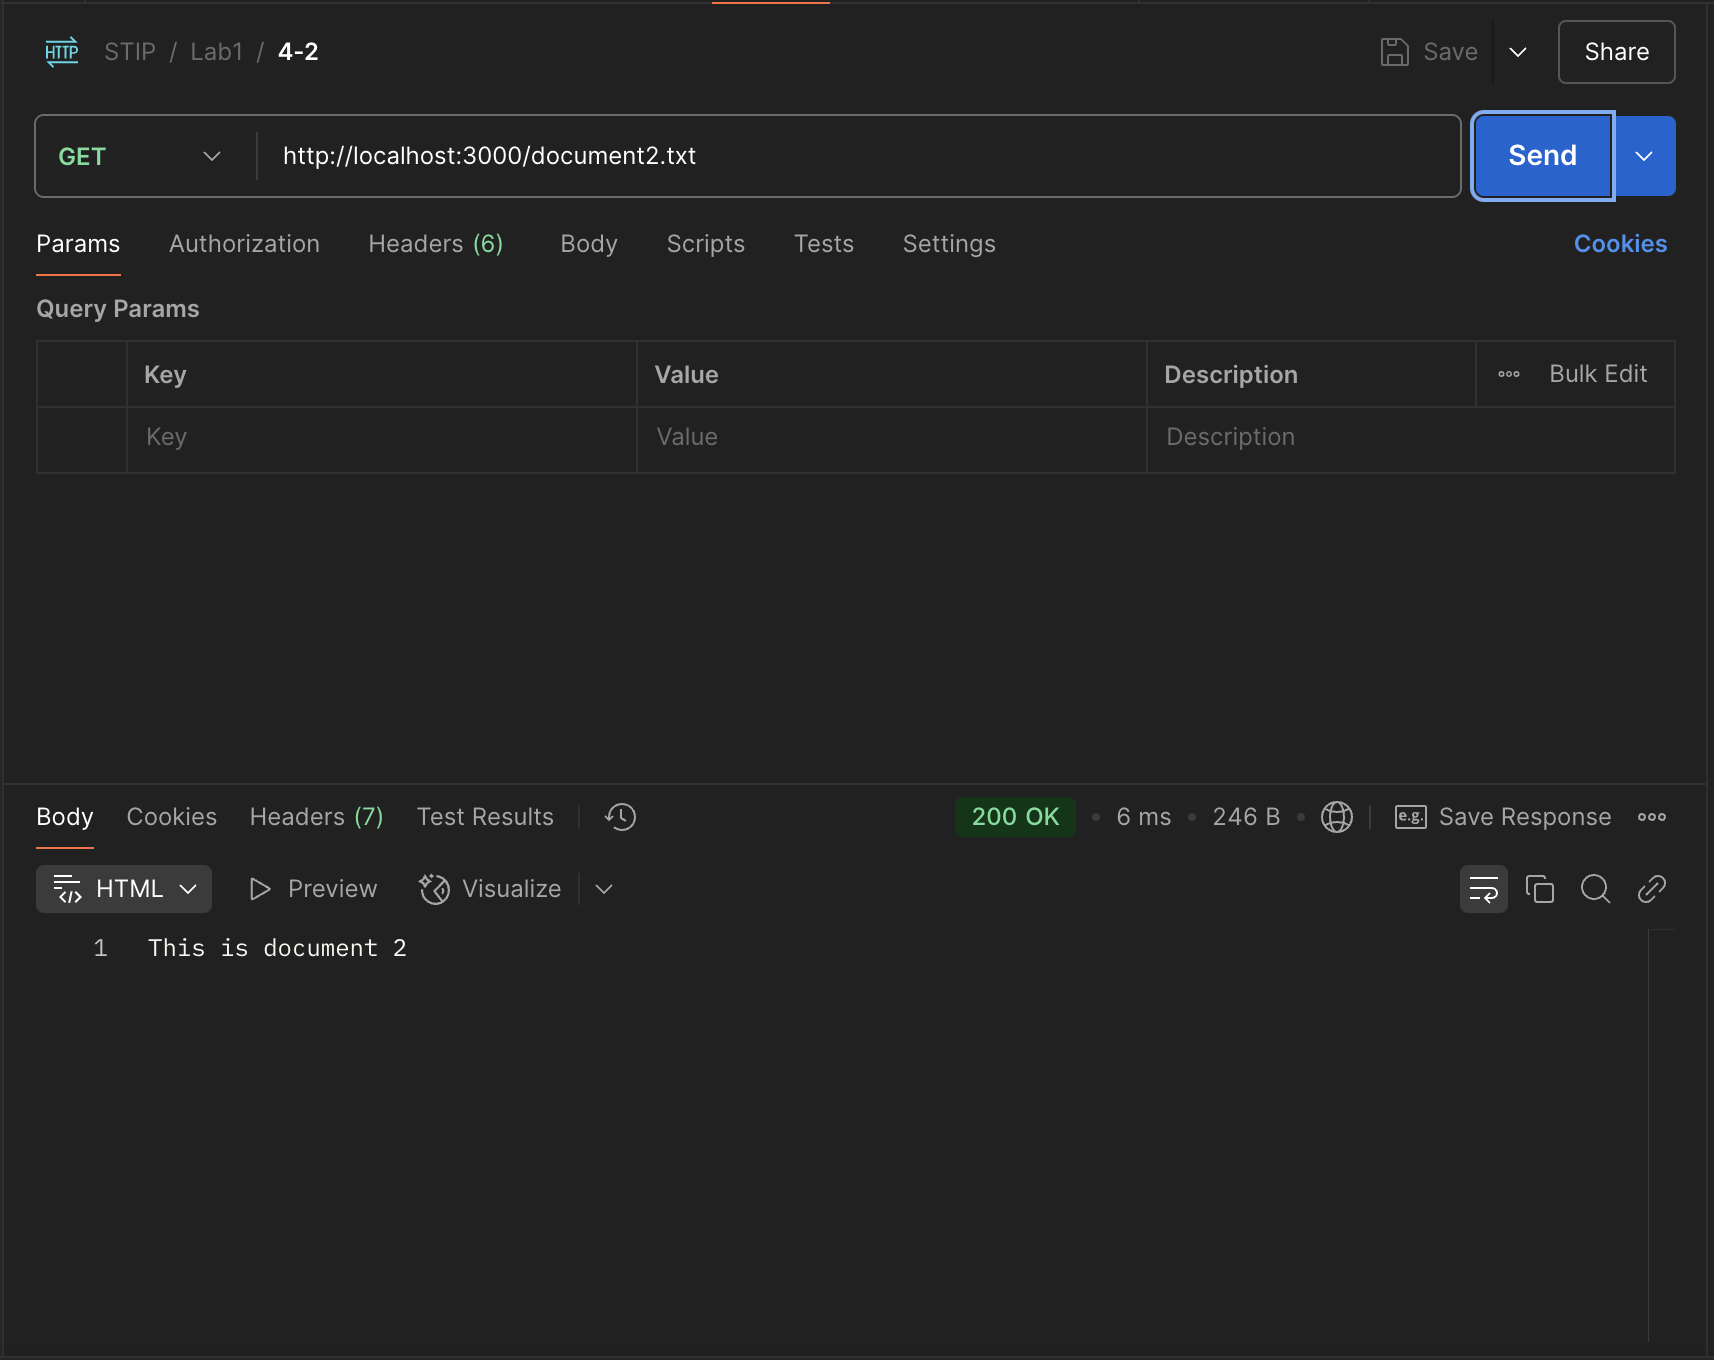 HTTP STIP / Lab1 / 4-2 Save Share
GET http://localhost:3000/document2.txt Send
Params Authorization Headers (6) Body Scripts Tests Settings Cookies
Query Params
Key Value Description Bulk Edit
Key Value Description
Body Cookies Headers (7) Test Results 200 OK 6 ms 246 B e.g. Save Response
HTML Preview Visualize
1 This is document 2